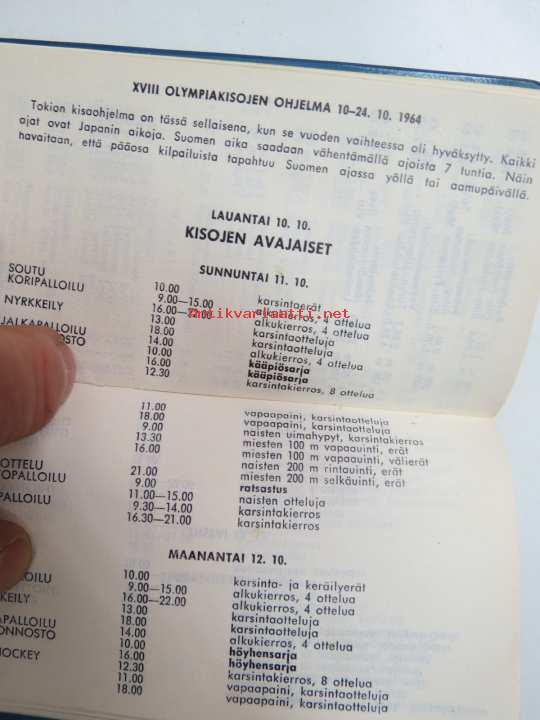 XVIII OLYMPIAKISOJEN OHJELMA 10–24. 10. 1964
Tokion kisaohjelma on tässä sellaisena, kun se vuoden vaihteessa oli hyväksytty. Kaikki
ajat ovat Japanin aikoja. Suomen aika saadaan vähentämällä ajoista 7 tuntia. Näin
havaitaan, että pääosa kilpailuista tapahtuu Suomen ajassa yöllä tai aamupäivällä.
LAUANTAI 10. 10.
KISOJEN AVAJAISET
SUNNUNTAI 11. 10.
SOUTU 10.00 karsintaerät
KORIPALLOILU 9.00–15.00 alkukierros, 4 ottelua
16.00–22.00 alkukierros, 4 ottelua
NYRKKEILY 13.00 karsintaotteluja
18.00 karsintaotteluja
JALKAPALLOILU 14.00 alkukierros, 4 ottelua
10.00 kääpiösarja
16.00 kääpiösarja
12.30 karsintakierros, 8 ottelua
antikvariaatti.net
11.00 vapaapaini, karsintaotteluja
18.00 vapaapaini, karsintaotteluja
9.00 naisten uimahypyt, karsintakierros
13.30 miesten 100 m vapaauinti, erät
16.00 miesten 100 m vapaauinti, välierät
naisten 200 m rintauinti, erät
miesten 200 m selkäuinti, erät
OTTELU 21.00 ratsastus
OPALLOILU 9.00 naisten otteluja
11.00—15.00 karsintakierros
PALLOILU 9.30—14.00 karsintakierros
16.30—21.00
MAANANTAI 12. 10.
10.00 karsinta- ja keräilyerät
OILU 9.00—15.00 alkukierros, 4 ottelua
16.00—22.00 alkukierros, 4 ottelua
KEILY 13.00 karsintaotteluja
18.00 karsintaotteluja
APALLOILU 14.00 alkukierros, 4 ottelua
ONNOSTO 10.00 höyhensarja
16.00 höyhensarja
HOCKEY 12.30 karsintakierros, 8 ottelua
11.00 vapaapaini, karsintaotteluja
18.00 vapaapaini, karsintaotteluja